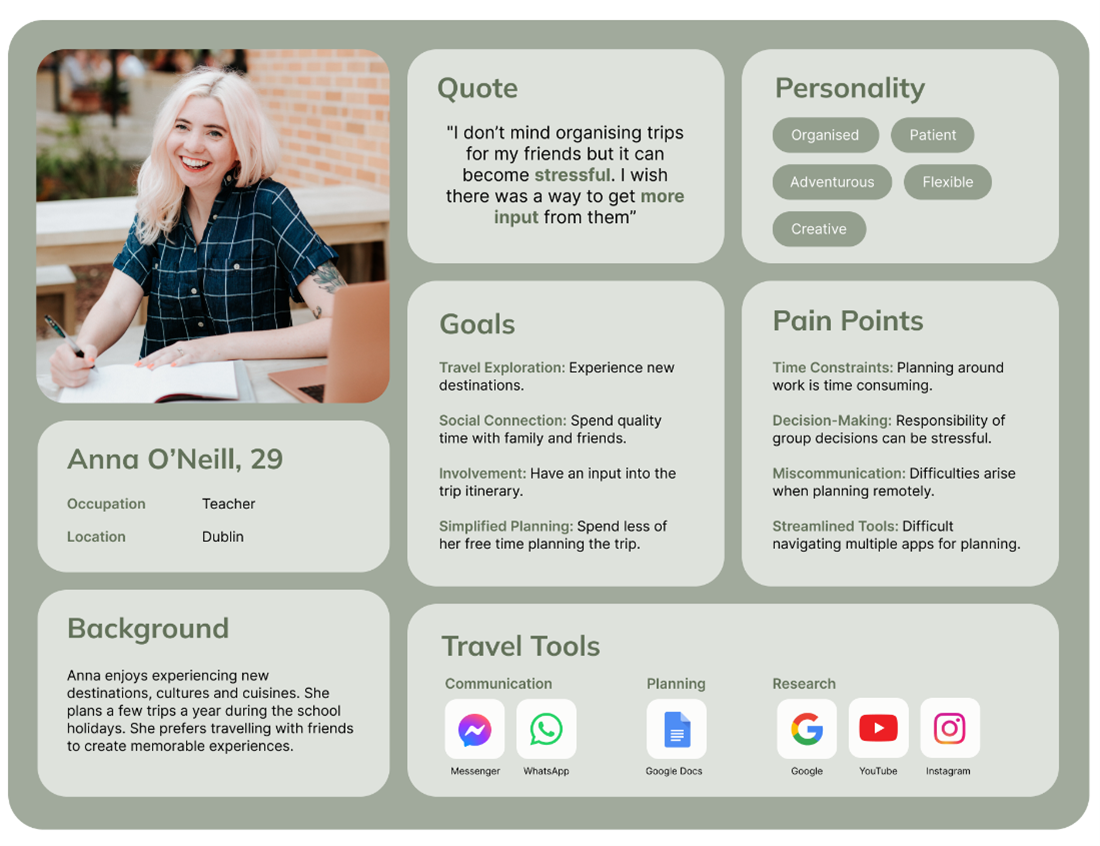 Quote
"I don’t mind organising trips
for my friends but it can
become stressful. I wish
there was a way to get more
input from them”
Personality
Organised
Patient
Adventurous
Flexible
Creative
Anna O’Neill, 29
Occupation Teacher
Location Dublin
Goals
Travel Exploration: Experience new
destinations.
Social Connection: Spend quality
time with family and friends.
Involvement: Have an input into the
trip itinerary.
Simplified Planning: Spend less of
her free time planning the trip.
Pain Points
Time Constraints: Planning around
work is time consuming.
Decision-Making: Responsibility of
group decisions can be stressful.
Miscommunication: Difficulties arise
when planning remotely.
Streamlined Tools: Difficult
navigating multiple apps for planning.
Background
Anna enjoys experiencing new
destinations, cultures and cuisines. She
plans a few trips a year during the school
holidays. She prefers travelling with friends
to create memorable experiences.
Travel Tools
Communication
Messenger
WhatsApp
Planning
Google Docs
Research
Google
YouTube
Instagram